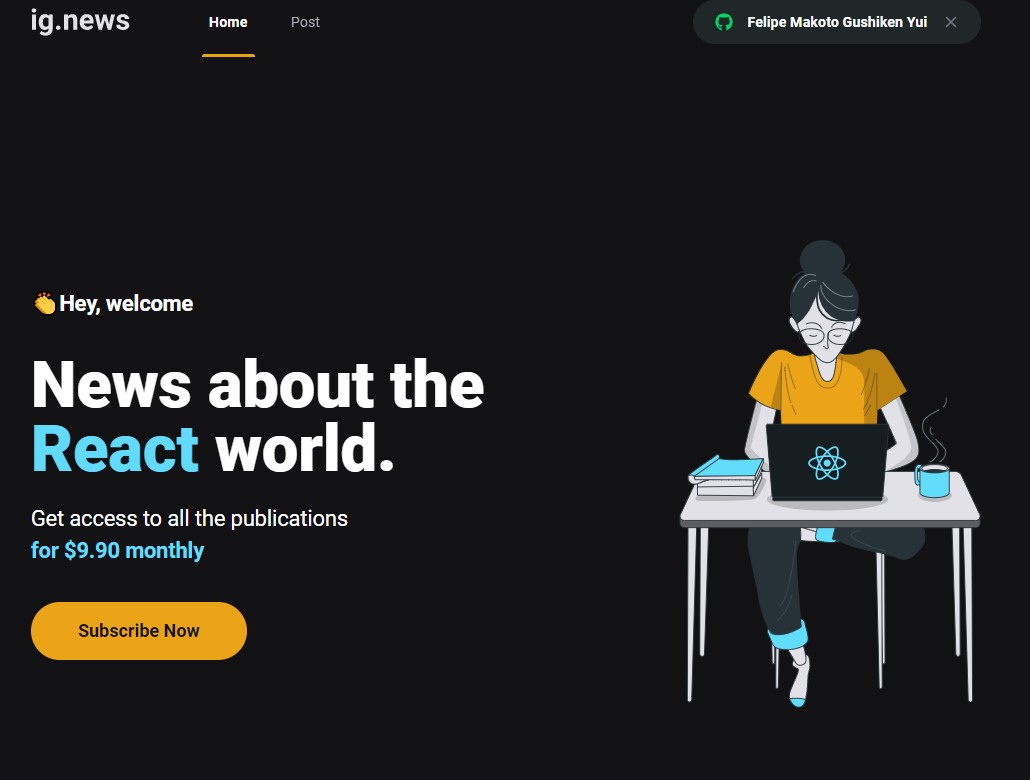 ig.news
Home
Post
Felipe Makoto Gushiken Yui
👏Hey, welcome
News about the
React world.
Get access to all the publications
for $9.90 monthly
Subscribe Now